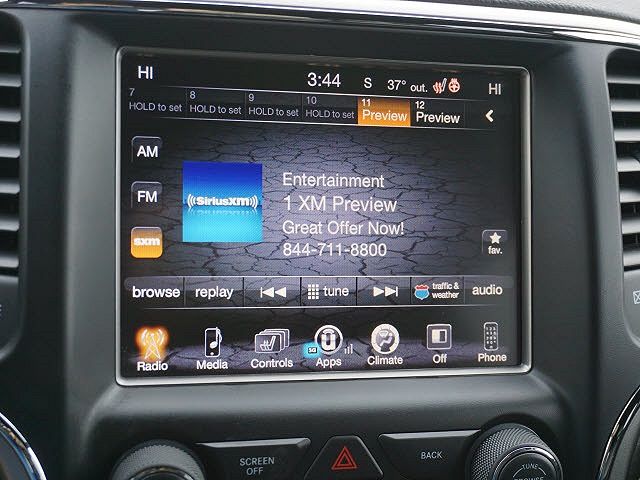 HI 3:44 S 37° out. HI
7 8 9 10 11 12
HOLD to set HOLD to set HOLD to set HOLD to set Preview Preview
AM
FM
sxm
((SiriusXM))
Entertainment
1 XM Preview
Great Offer Now!
844-711-8800
fav.
browse replay tune traffic & weather audio
Radio Media Controls 3G Apps Climate Off Phone
SCREEN OFF
BACK
TUNE
BROWSE